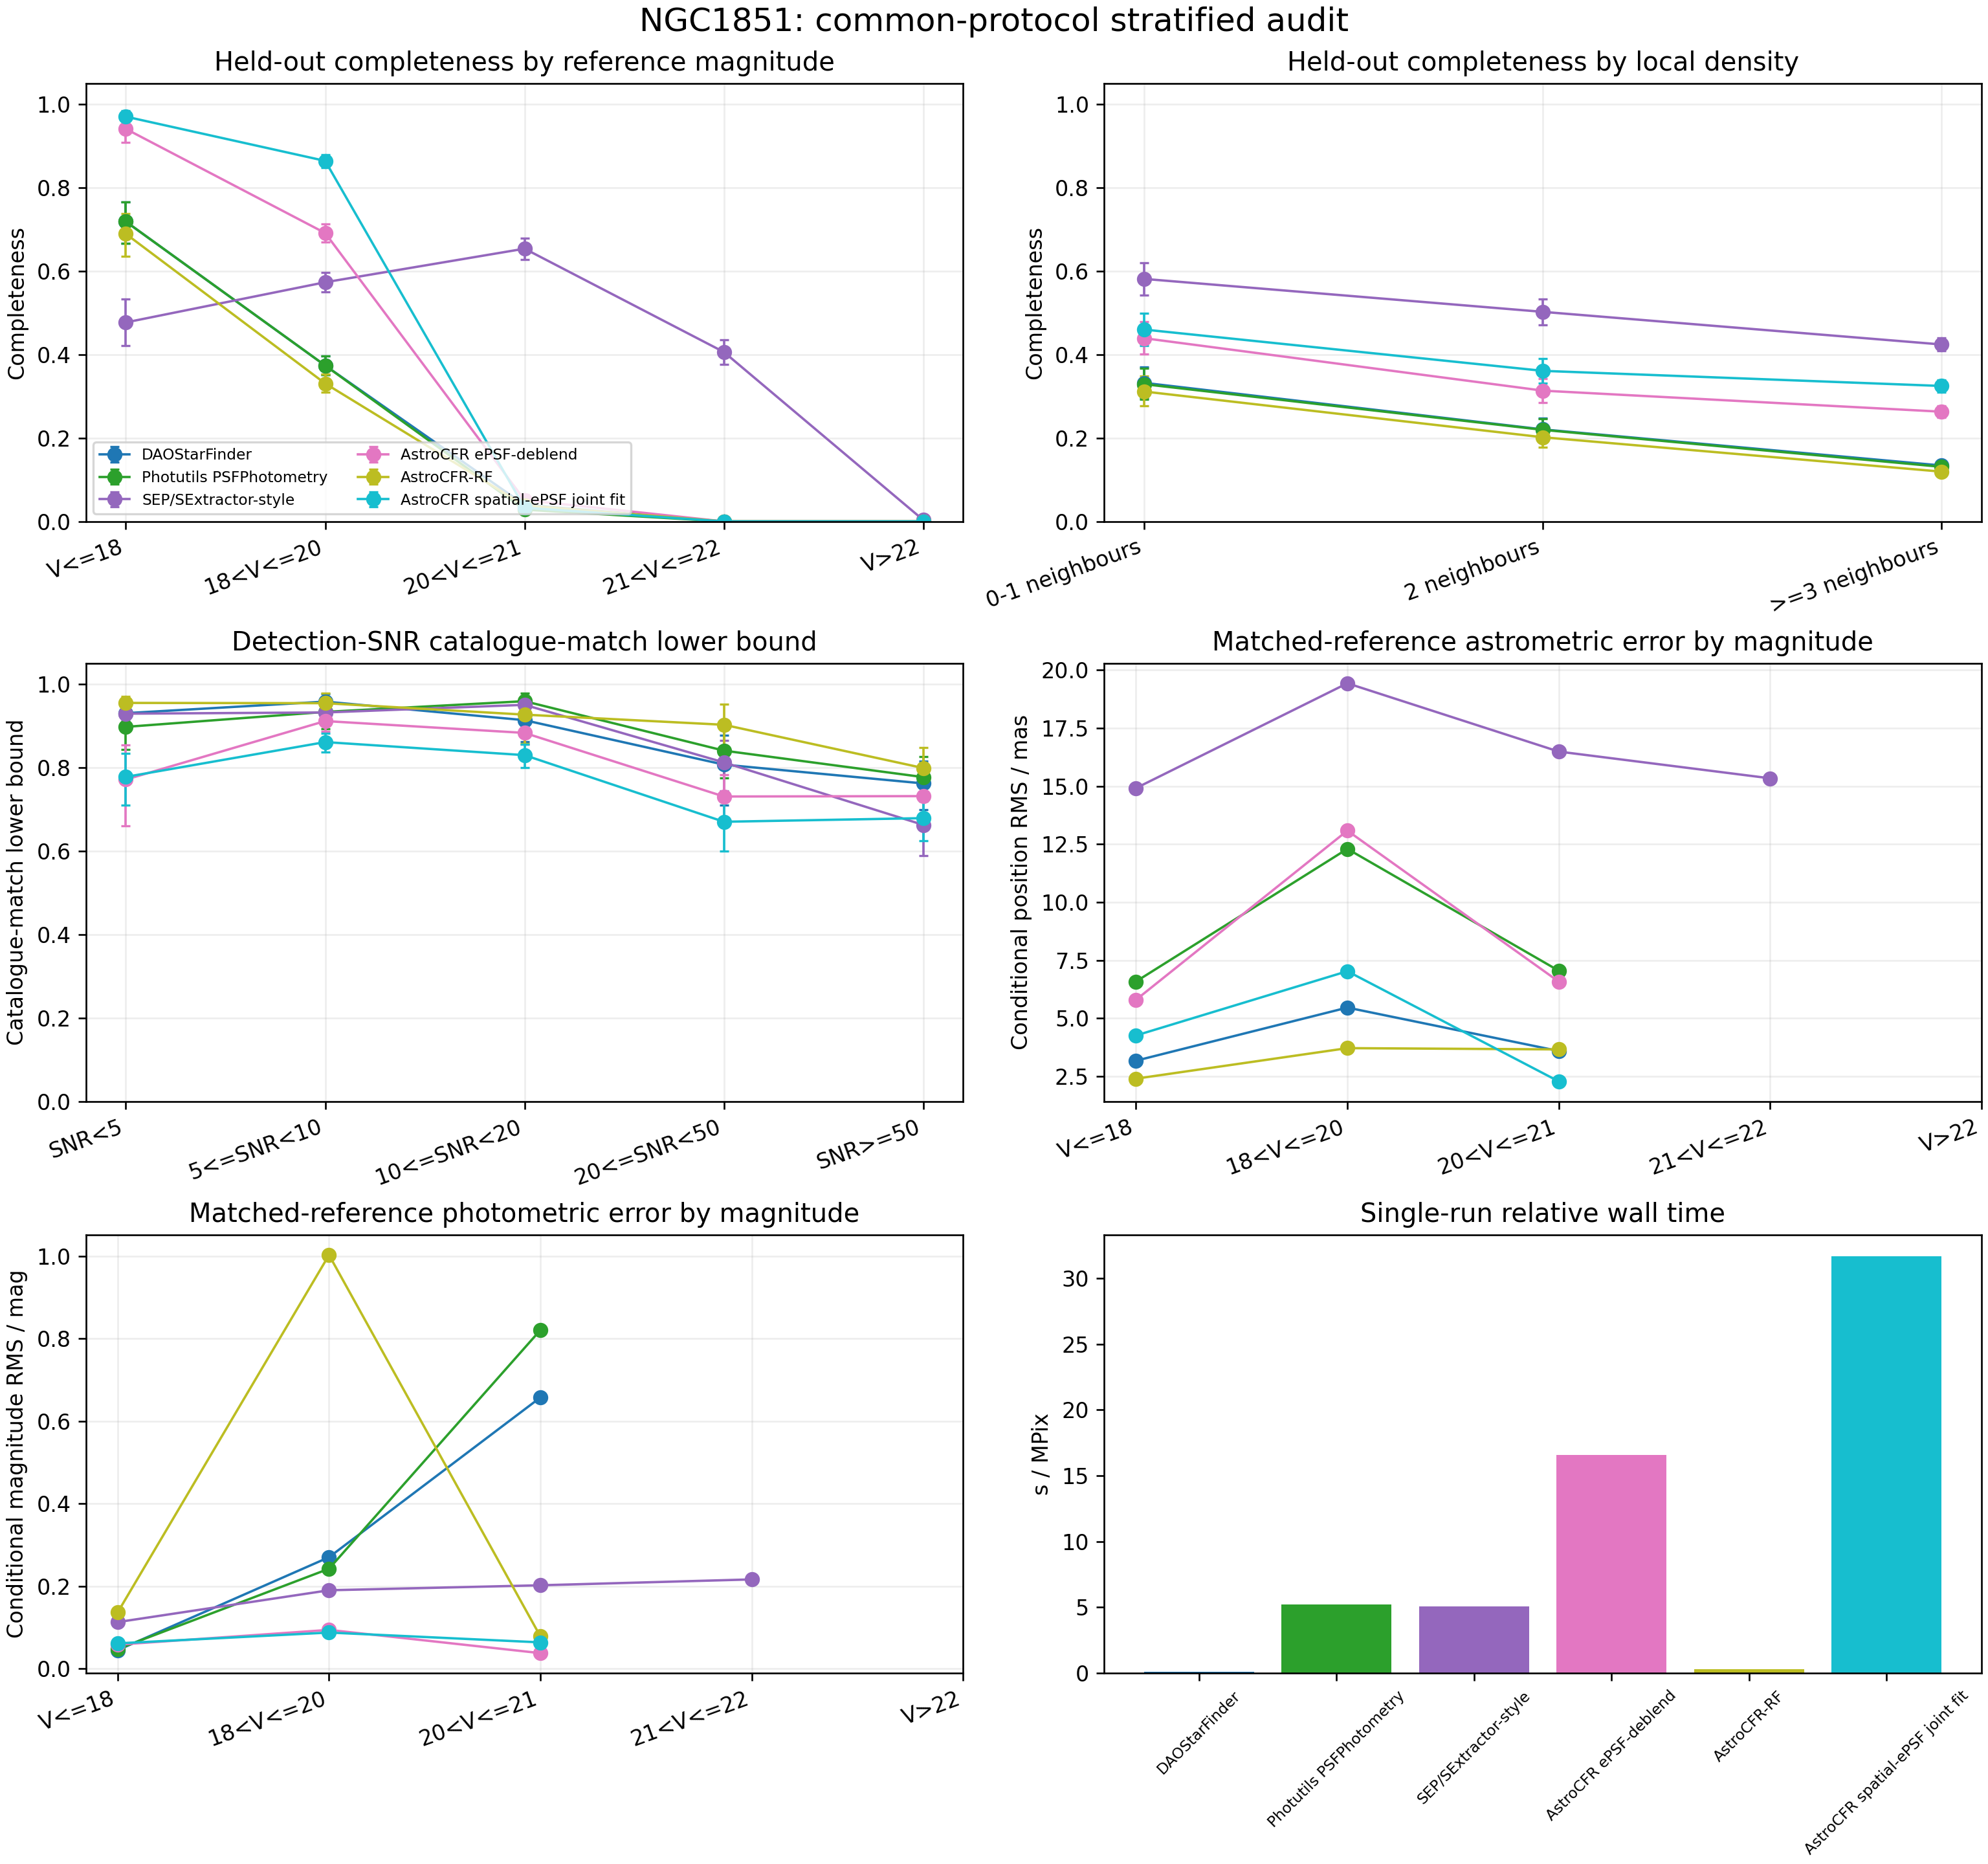 NGC1851: common-protocol stratified audit
Held-out completeness by reference magnitude
Completeness
1.0
0.8
0.6
0.4
0.2
0.0
DAOStarFinder
Photutils PSFPhotometry
SEP/SExtractor-style
AstroCFR ePSF-deblend
AstroCFR-RF
AstroCFR spatial-ePSF joint fit
V<=18
18<V<=20
20<V<=21
21<V<=22
V>22
Held-out completeness by local density
Completeness
1.0
0.8
0.6
0.4
0.2
0.0
0-1 neighbours
2 neighbours
>=3 neighbours
Detection-SNR catalogue-match lower bound
Catalogue-match lower bound
1.0
0.8
0.6
0.4
0.2
0.0
SNR<5
5<=SNR<10
10<=SNR<20
20<=SNR<50
SNR>=50
Matched-reference astrometric error by magnitude
Conditional position RMS / mas
20.0
17.5
15.0
12.5
10.0
7.5
5.0
2.5
V<=18
18<V<=20
20<V<=21
21<V<=22
V>22
Matched-reference photometric error by magnitude
Conditional magnitude RMS / mag
1.0
0.8
0.6
0.4
0.2
0.0
V<=18
18<V<=20
20<V<=21
21<V<=22
V>22
Single-run relative wall time
s / MPix
30
25
20
15
10
5
0
DAOStarFinder
Photutils PSFPhotometry
SEP/SExtractor-style
AstroCFR ePSF-deblend
AstroCFR-RF
AstroCFR spatial-ePSF joint fit